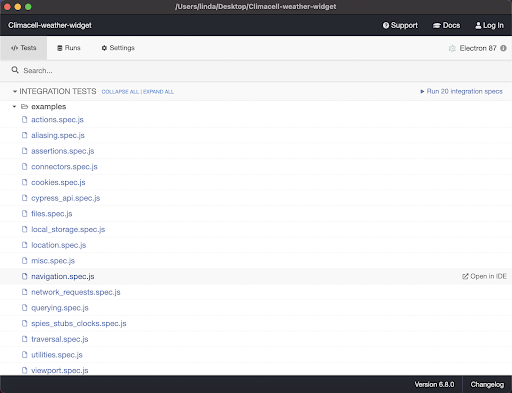 /Users/linda/Desktop/Climacell-weather-widget
Climacell-weather-widget Support Docs Log In
Tests Runs Settings Electron 87
Search...
INTEGRATION TESTS COLLAPSE ALL | EXPAND ALL Run 20 integration specs
examples
actions.spec.js
aliasing.spec.js
assertions.spec.js
connectors.spec.js
cookies.spec.js
cypress_api.spec.js
files.spec.js
local_storage.spec.js
location.spec.js
misc.spec.js
navigation.spec.js Open in IDE
network_requests.spec.js
querying.spec.js
spies_stubs_clocks.spec.js
traversal.spec.js
utilities.spec.js
viewport.spec.js
Version 6.8.0 Changelog